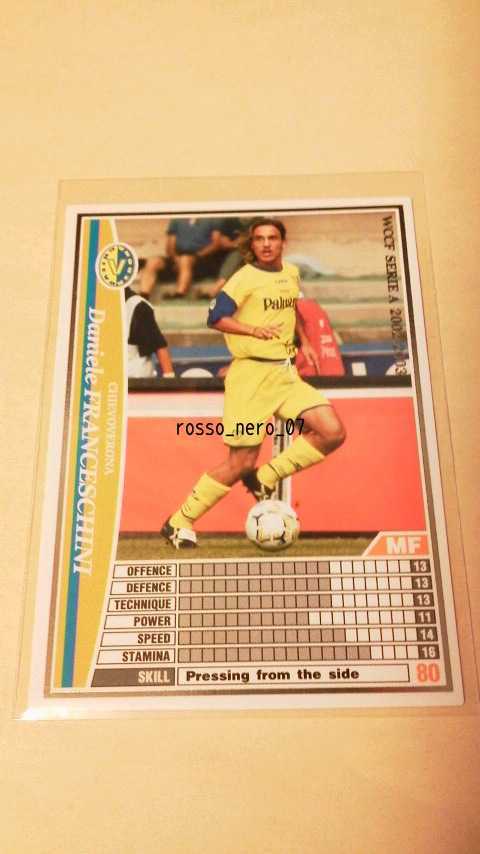 WCCF SERIE A 2002-2003
Palmar
rosso_nero_07
CHIEVOVERONA
Daniele FRANCESCHINI
MF
OFFENCE 13
DEFENCE 13
TECHNIQUE 13
POWER 11
SPEED 14
STAMINA 16
SKILL Pressing from the side 80